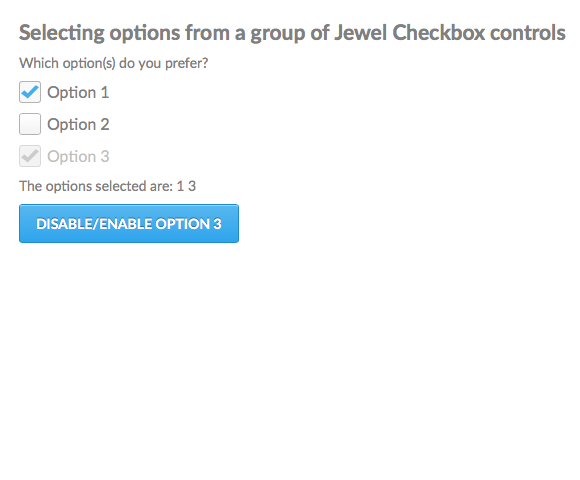 Selecting options from a group of Jewel Checkbox controls
Which option(s) do you prefer?
Option 1
Option 2
Option 3
The options selected are: 1 3
DISABLE/ENABLE OPTION 3